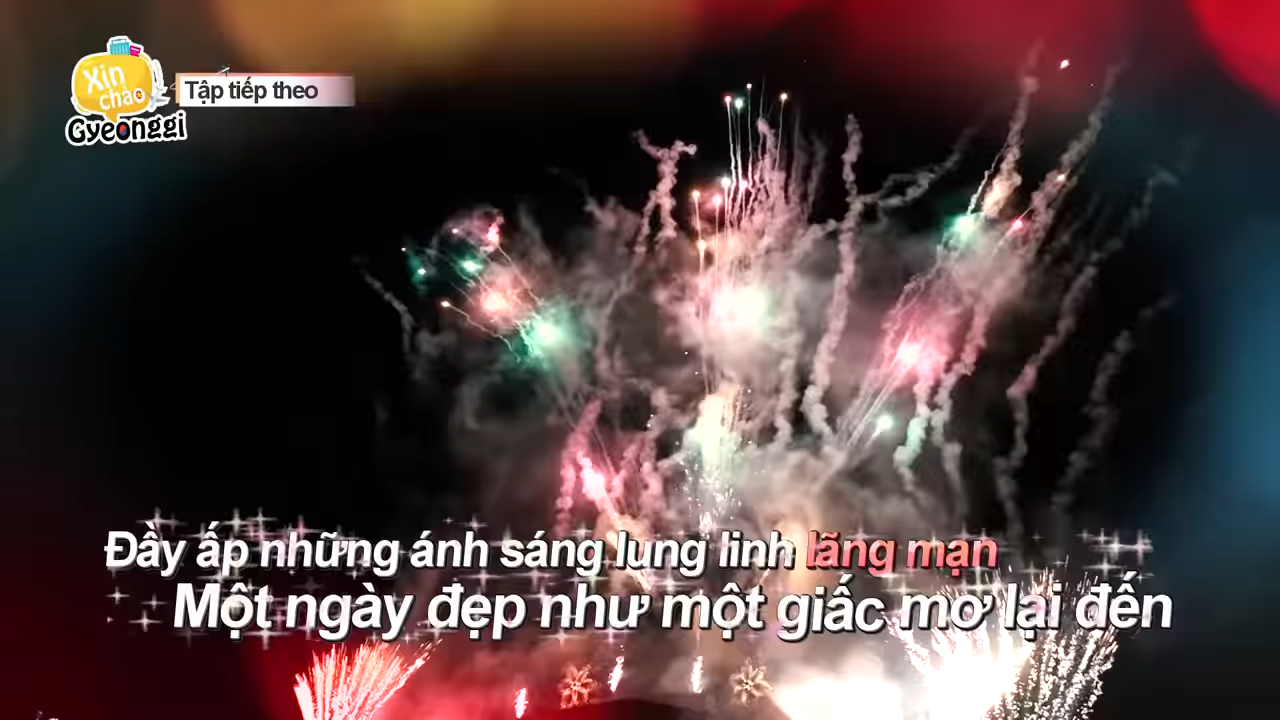 Xin
chào
Gyeonggi
Tập tiếp theo
Đầy ấp những ánh sáng lung linh lãng mạn
Một ngày đẹp như một giấc mơ lại đến